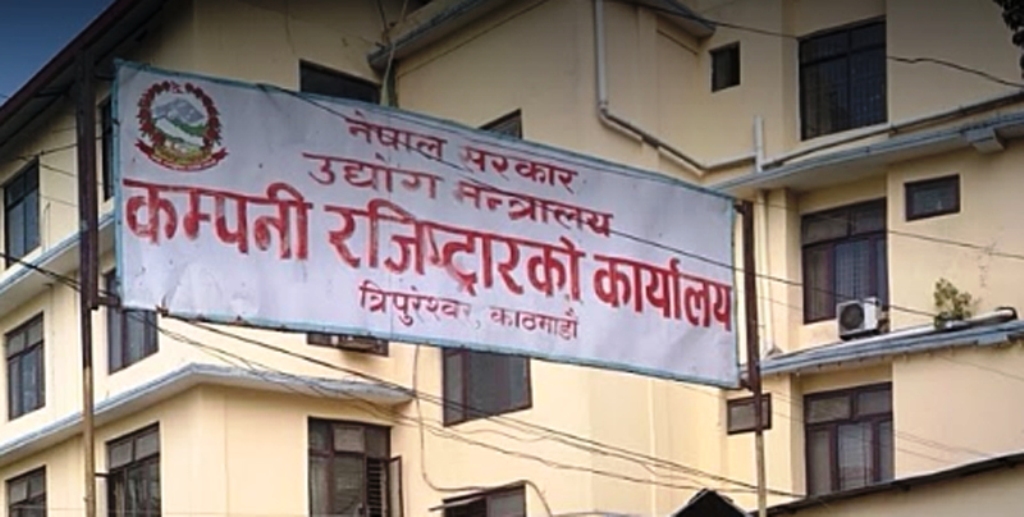 नेपाल सरकार
उद्योग मन्त्रालय
कम्पनी रजिष्ट्रारको कार्यालय
त्रिपुरेश्वर, काठमाडौं